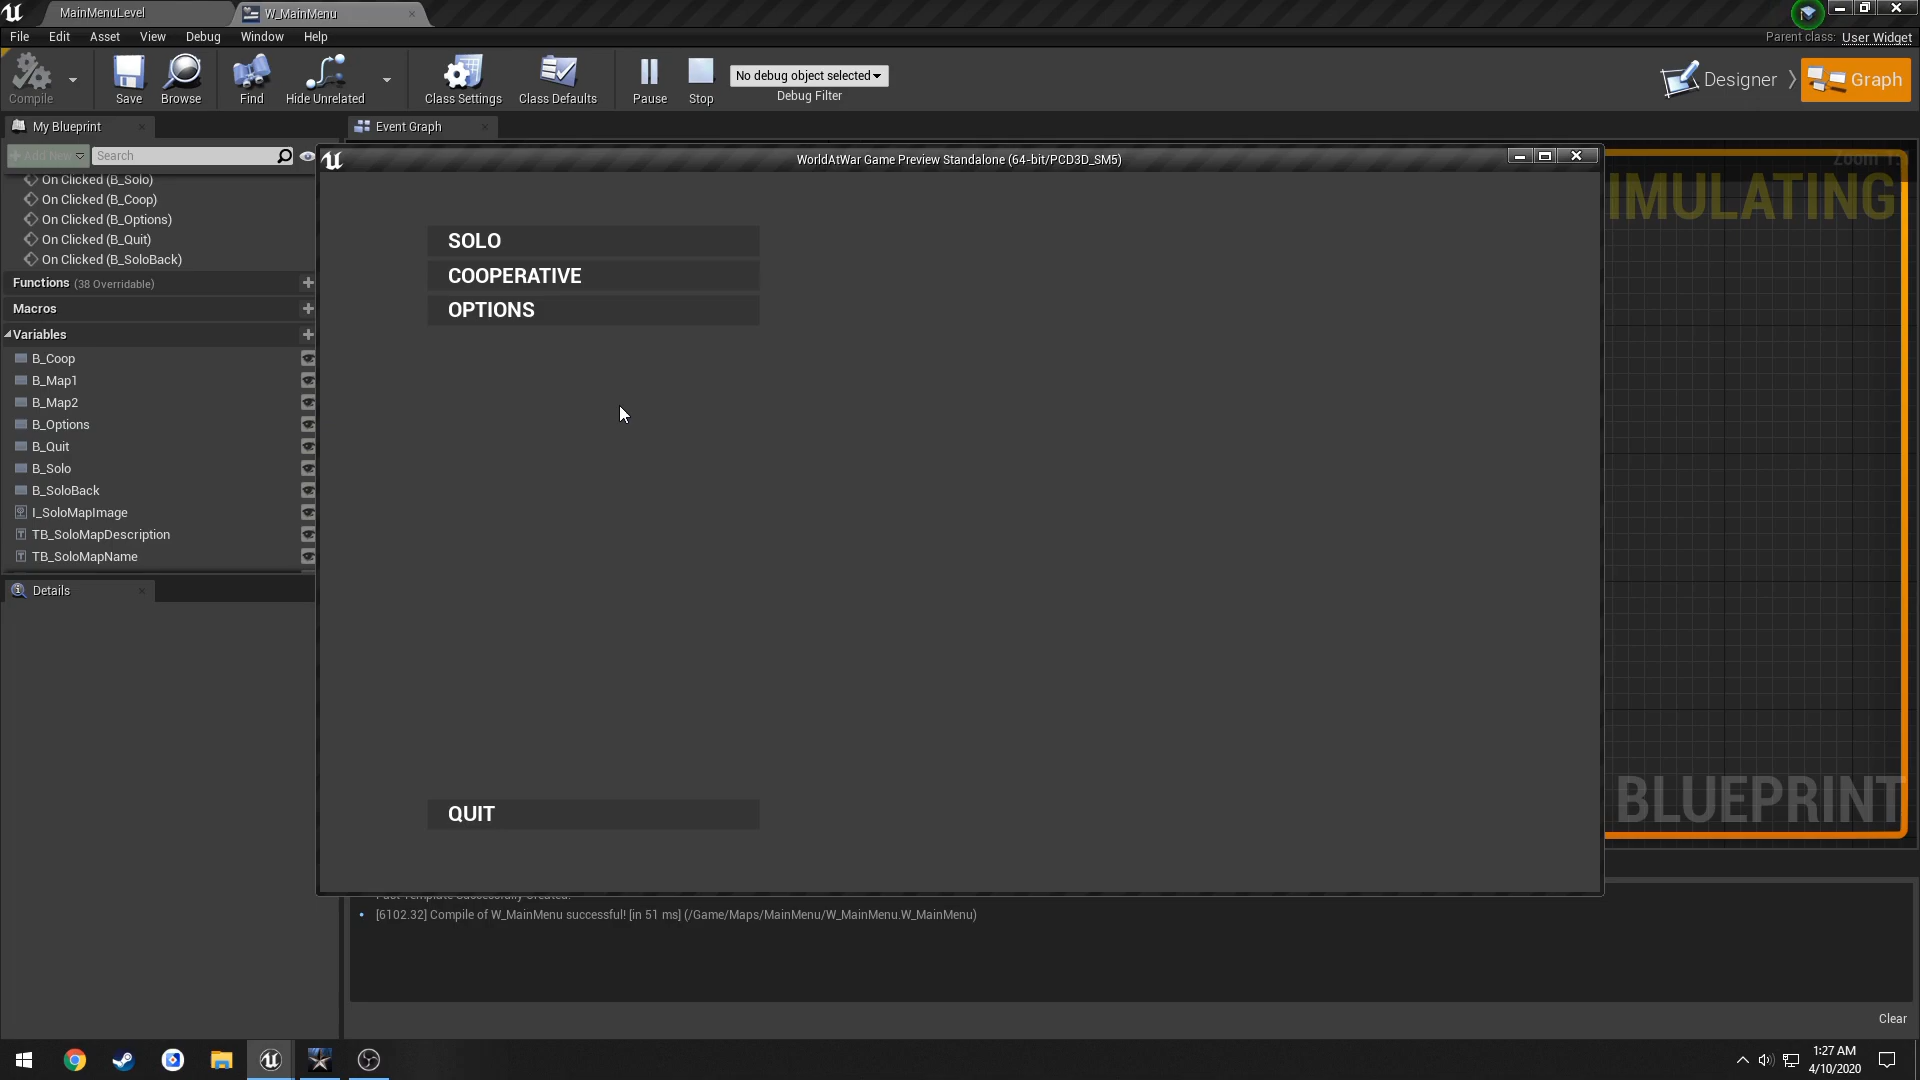 MainMenuLevel
W_MainMenu
File Edit Asset View Debug Window Help
Parent class: User Widget
Compile
Save
Browse
Find
Hide Unrelated
Class Settings
Class Defaults
Pause
Stop
No debug object selected
Debug Filter
Designer
Graph
My Blueprint
Event Graph
Add New
Search
On Clicked (B_Solo)
On Clicked (B_Coop)
On Clicked (B_Options)
On Clicked (B_Quit)
On Clicked (B_SoloBack)
Functions (38 Overridable)
Macros
Variables
B_Coop
B_Map1
B_Map2
B_Options
B_Quit
B_Solo
B_SoloBack
I_SoloMapImage
TB_SoloMapDescription
TB_SoloMapName
Details
WorldAtWar Game Preview Standalone (64-bit/PCD3D_SM5)
SOLO
COOPERATIVE
OPTIONS
QUIT
IMULATING
BLUEPRINT
[6102.32] Compile of W_MainMenu successful! [in 51 ms] (/Game/Maps/MainMenu/W_MainMenu.W_MainMenu)
Clear
1:27 AM
4/10/2020